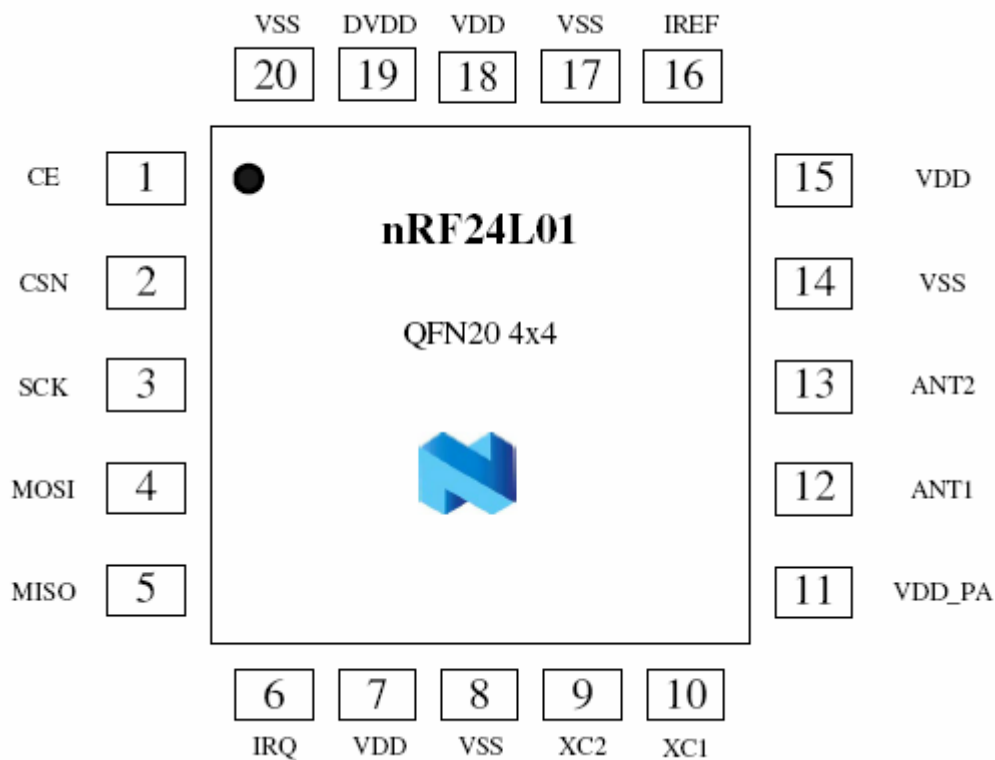 VSS DVDD VDD VSS IREF
20 19 18 17 16
CE 1 15 VDD
nRF24L01
CSN 2 14 VSS
QFN20 4x4
SCK 3 13 ANT2
MOSI 4 12 ANT1
MISO 5 11 VDD_PA
6 7 8 9 10
IRQ VDD VSS XC2 XC1